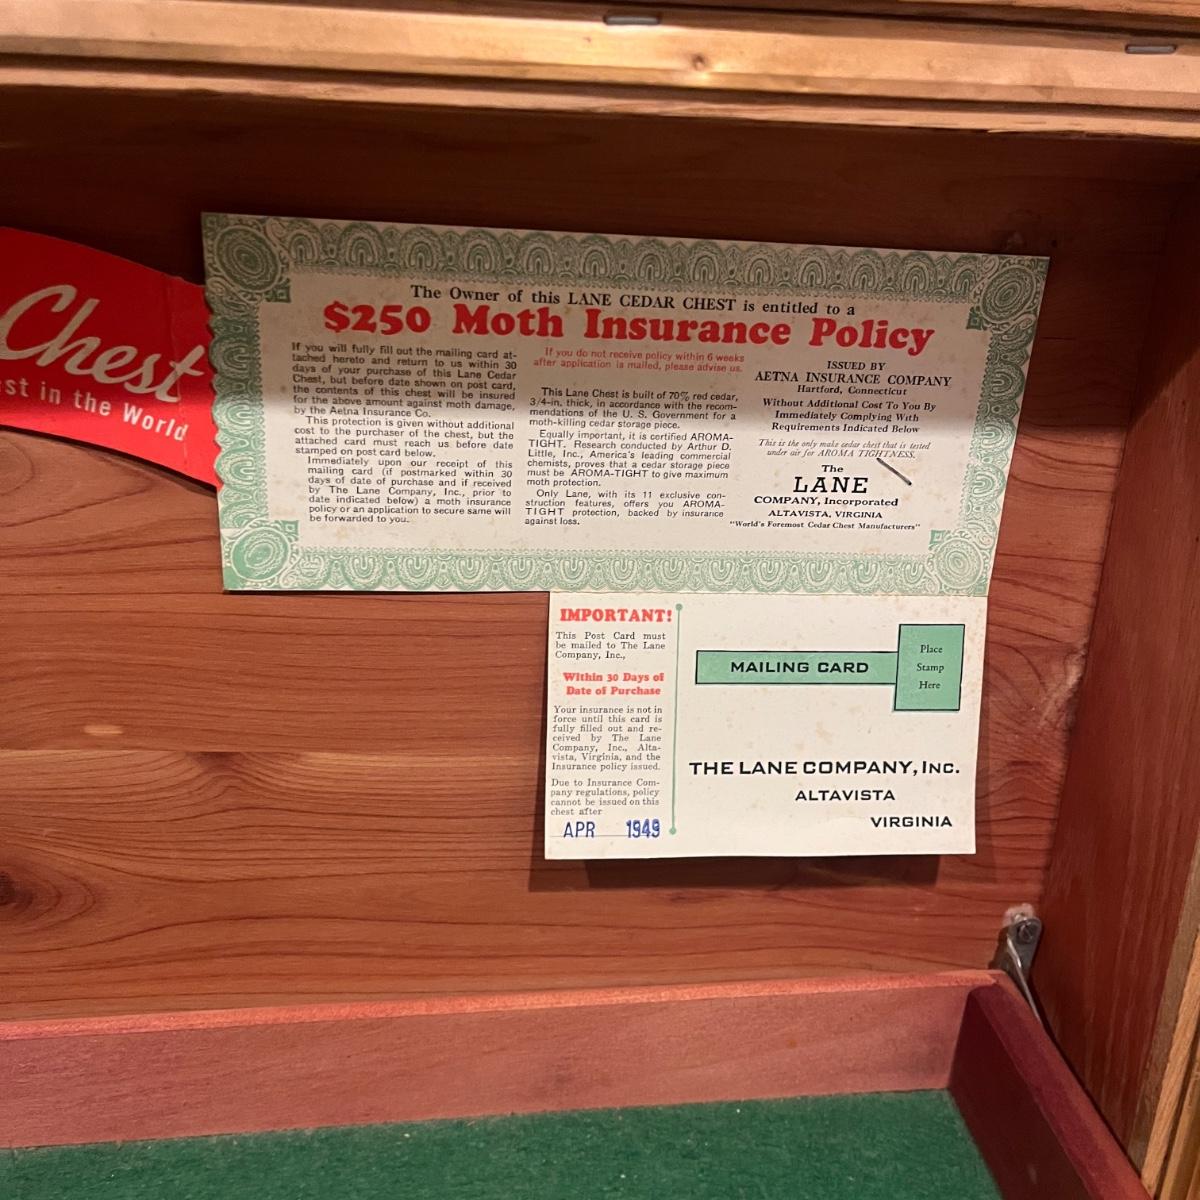 Chest
st in the World
The Owner of this LANE CEDAR CHEST is entitled to a
$250 Moth Insurance Policy
If you will fully fill out the mailing card at-
tached hereto and return to us within 30
days of your purchase of this Lane Cedar
Chest, but before date shown on post card,
the contents of this chest will be insured
for the above amount against moth damage,
by the Aetna Insurance Co.
This protection is given without additional
cost to the purchaser of the chest, but the
attached card must reach us before date
stamped on post card below.
Immediately upon our receipt of this
mailing card (if postmarked within 30
days of date of purchase and if received
by The Lane Company, Inc., prior to
date indicated below) a moth insurance
policy or an application to secure same will
be forwarded to you.
If you do not receive policy within 6 weeks
after application is mailed, please advise us.
This Lane Chest is built of 70% red cedar,
3/4-in. thick, in accordance with the recom-
mendations of the U. S. Government for a
moth-killing cedar storage piece.
Equally important, it is certified AROMA-
TIGHT. Research conducted by Arthur D.
Little, Inc., America's leading commercial
chemists, proves that a cedar storage piece
must be AROMA-TIGHT to give maximum
moth protection.
Only Lane, with its 11 exclusive con-
struction features, offers you AROMA-
TIGHT protection, backed by insurance
against loss.
ISSUED BY
AETNA INSURANCE COMPANY
Hartford, Connecticut
Without Additional Cost To You By
Immediately Complying With
Requirements Indicated Below
This is the only make cedar chest that is tested
under air for AROMA TIGHTNESS.
The
LANE
COMPANY, Incorporated
ALTAVISTA, VIRGINIA
"World's Foremost Cedar Chest Manufacturers"
IMPORTANT!
This Post Card must
be mailed to The Lane
Company, Inc.,
Within 30 Days of
Date of Purchase
Your insurance is not in
force until this card is
fully filled out and re-
ceived by The Lane
Company, Inc., Alta-
vista, Virginia, and the
Insurance policy issued.
Due to Insurance Com-
pany regulations, policy
cannot be issued on this
chest after
APR 1949
MAILING CARD
Place
Stamp
Here
THE LANE COMPANY, INC.
ALTAVISTA
VIRGINIA